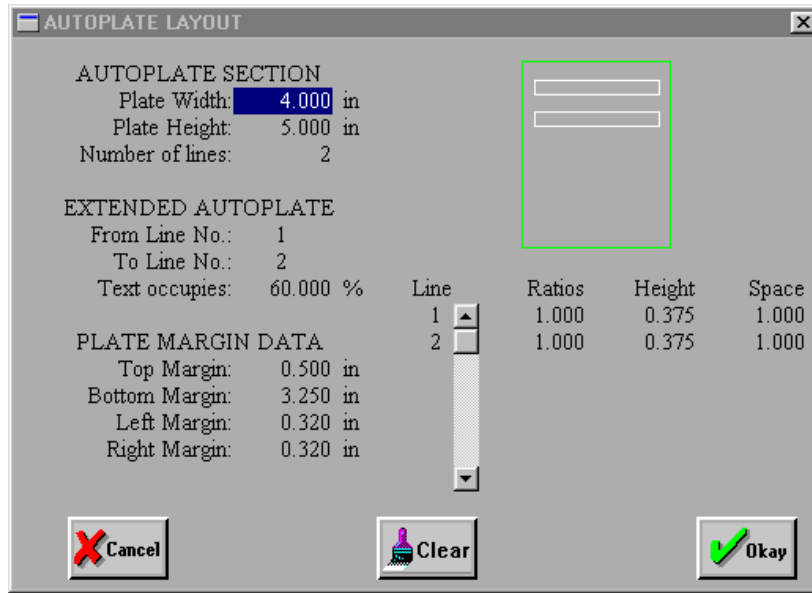 AUTOPLATE LAYOUT
AUTOPLATE SECTION
Plate Width: 4.000 in
Plate Height: 5.000 in
Number of lines: 2
EXTENDED AUTOPLATE
From Line No.: 1
To Line No.: 2
Text occupies: 60.000 %
PLATE MARGIN DATA
Top Margin: 0.500 in
Bottom Margin: 3.250 in
Left Margin: 0.320 in
Right Margin: 0.320 in
Line Ratios Height Space
1 1.000 0.375 1.000
2 1.000 0.375 1.000
Cancel
Clear
Okay